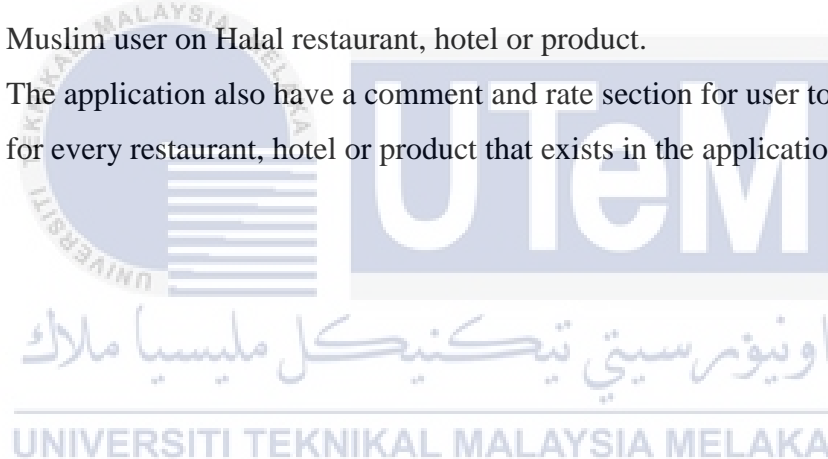 Muslim user on Halal restaurant, hotel or product.
The application also have a comment and rate section for user to
for every restaurant, hotel or product that exists in the applicatio
UTeM
اونيۏرسيتي تيكنيكل مليسيا ملاك
UNIVERSITI TEKNIKAL MALAYSIA MELAKA